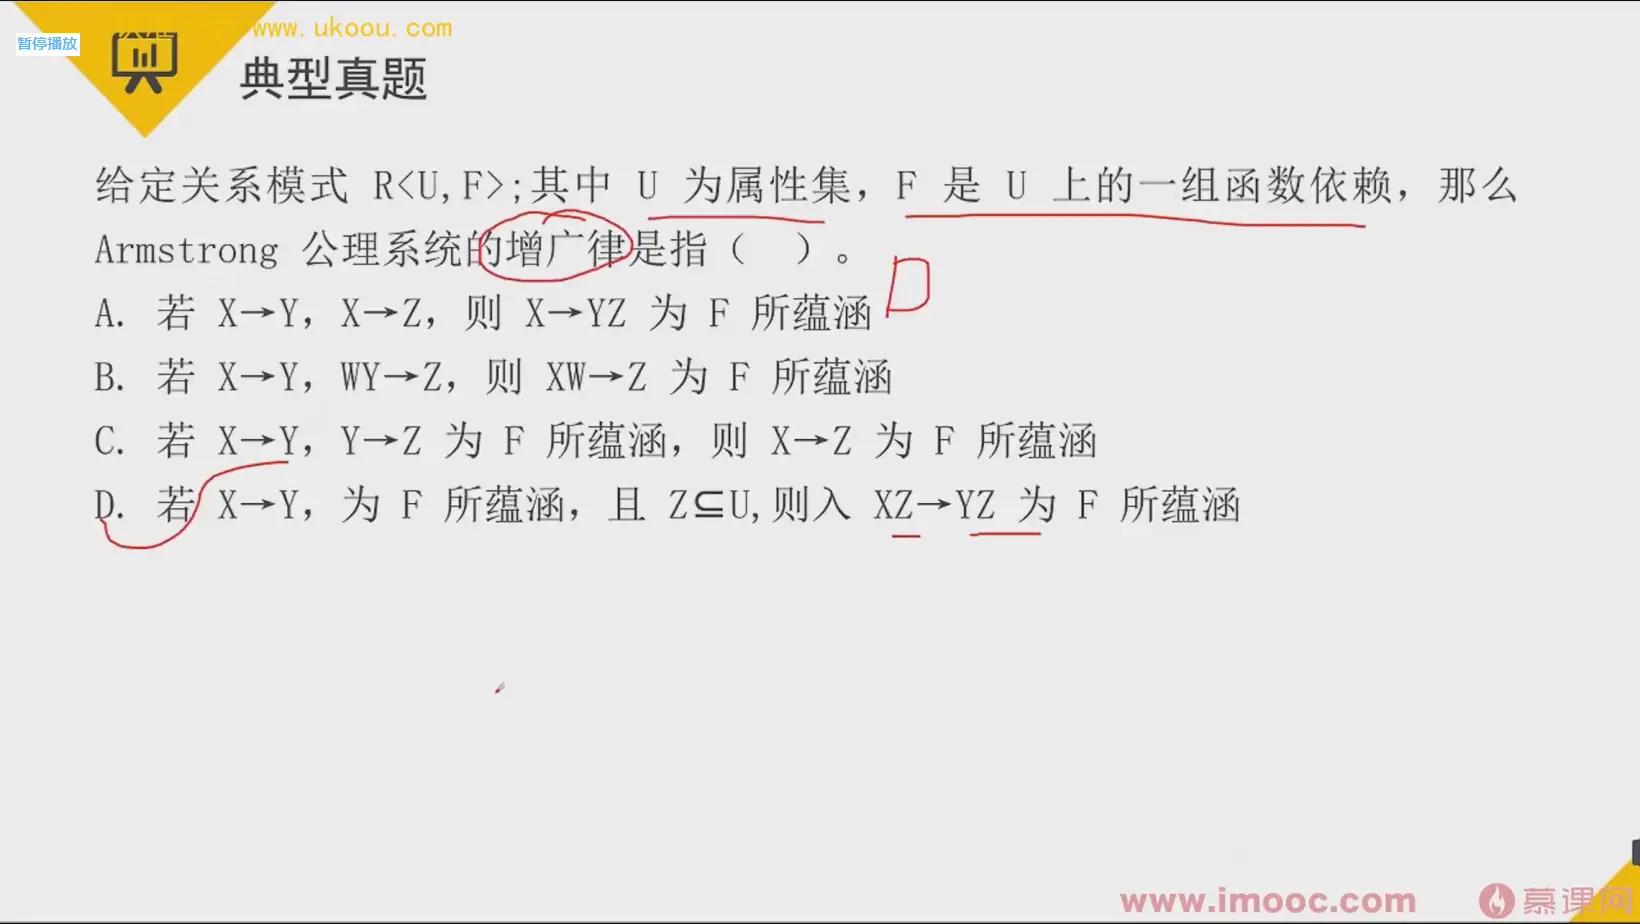 www.ukoou.com
暂停播放
典型真题
给定关系模式 R<U,F>;其中 U 为属性集，F 是 U 上的一组函数依赖，那么
Armstrong 公理系统的增广律是指（ ）。
D
A. 若 X→Y，X→Z，则 X→YZ 为 F 所蕴涵
B. 若 X→Y，WY→Z，则 XW→Z 为 F 所蕴涵
C. 若 X→Y，Y→Z 为 F 所蕴涵，则 X→Z 为 F 所蕴涵
D. 若 X→Y，为 F 所蕴涵，且 Z⊆U,则入 XZ→YZ 为 F 所蕴涵
www.imooc.com 慕课网